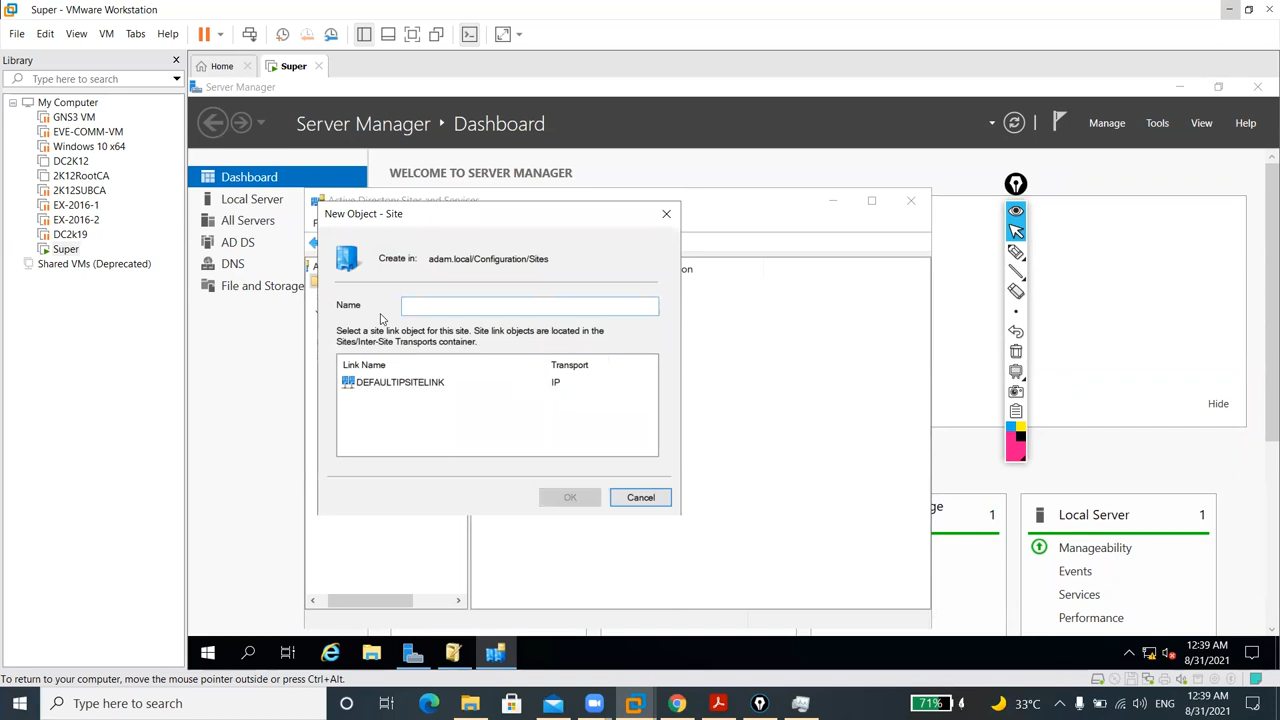 Super - VMware Workstation
File Edit View VM Tabs Help
Library
Type here to search
My Computer
GNS3 VM
EVE-COMM-VM
Windows 10 x64
DC2K12
2K12RootCA
2K12SUBCA
EX-2016-1
EX-2016-2
DC2k19
Super
Shared VMs (Deprecated)
Home
Super
Server Manager
Server Manager Dashboard
Manage Tools View Help
Dashboard
Local Server
All Servers
AD DS
DNS
File and Storage
WELCOME TO SERVER MANAGER
Active Directory Sites and Services
New Object - Site
Create in: adam.local/Configuration/Sites
Name
Select a site link object for this site. Site link objects are located in the
Sites/Inter-Site Transports container.
Link Name Transport
DEFAULTIPSITELINK IP
OK Cancel
Hide
1
Local Server 1
Manageability
Events
Services
Performance
12:39 AM
8/31/2021
To return to your computer, move the mouse pointer outside or press Ctrl+Alt.
Type here to search
71%
33°C
ENG
12:39 AM
8/31/2021